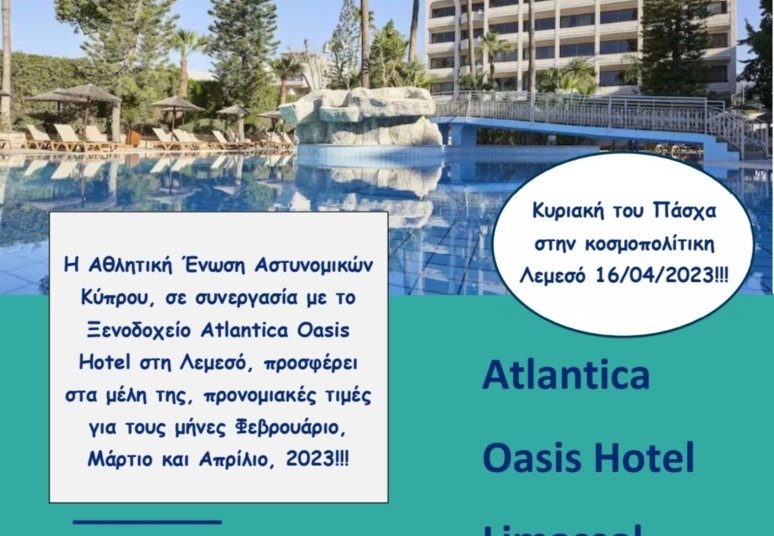 Κυριακή του Πάσχα
στην κοσμοπολίτικη
Λεμεσό 16/04/2023!!!
Η Αθλητική Ένωση Αστυνομικών
Κύπρου, σε συνεργασία με το
Ξενοδοχείο Atlantica Oasis
Hotel στη Λεμεσό, προσφέρει
στα μέλη της, προνομιακές τιμές
για τους μήνες Φεβρουάριο,
Μάρτιο και Απρίλιο, 2023!!!
Atlantica
Oasis Hotel
Limassol